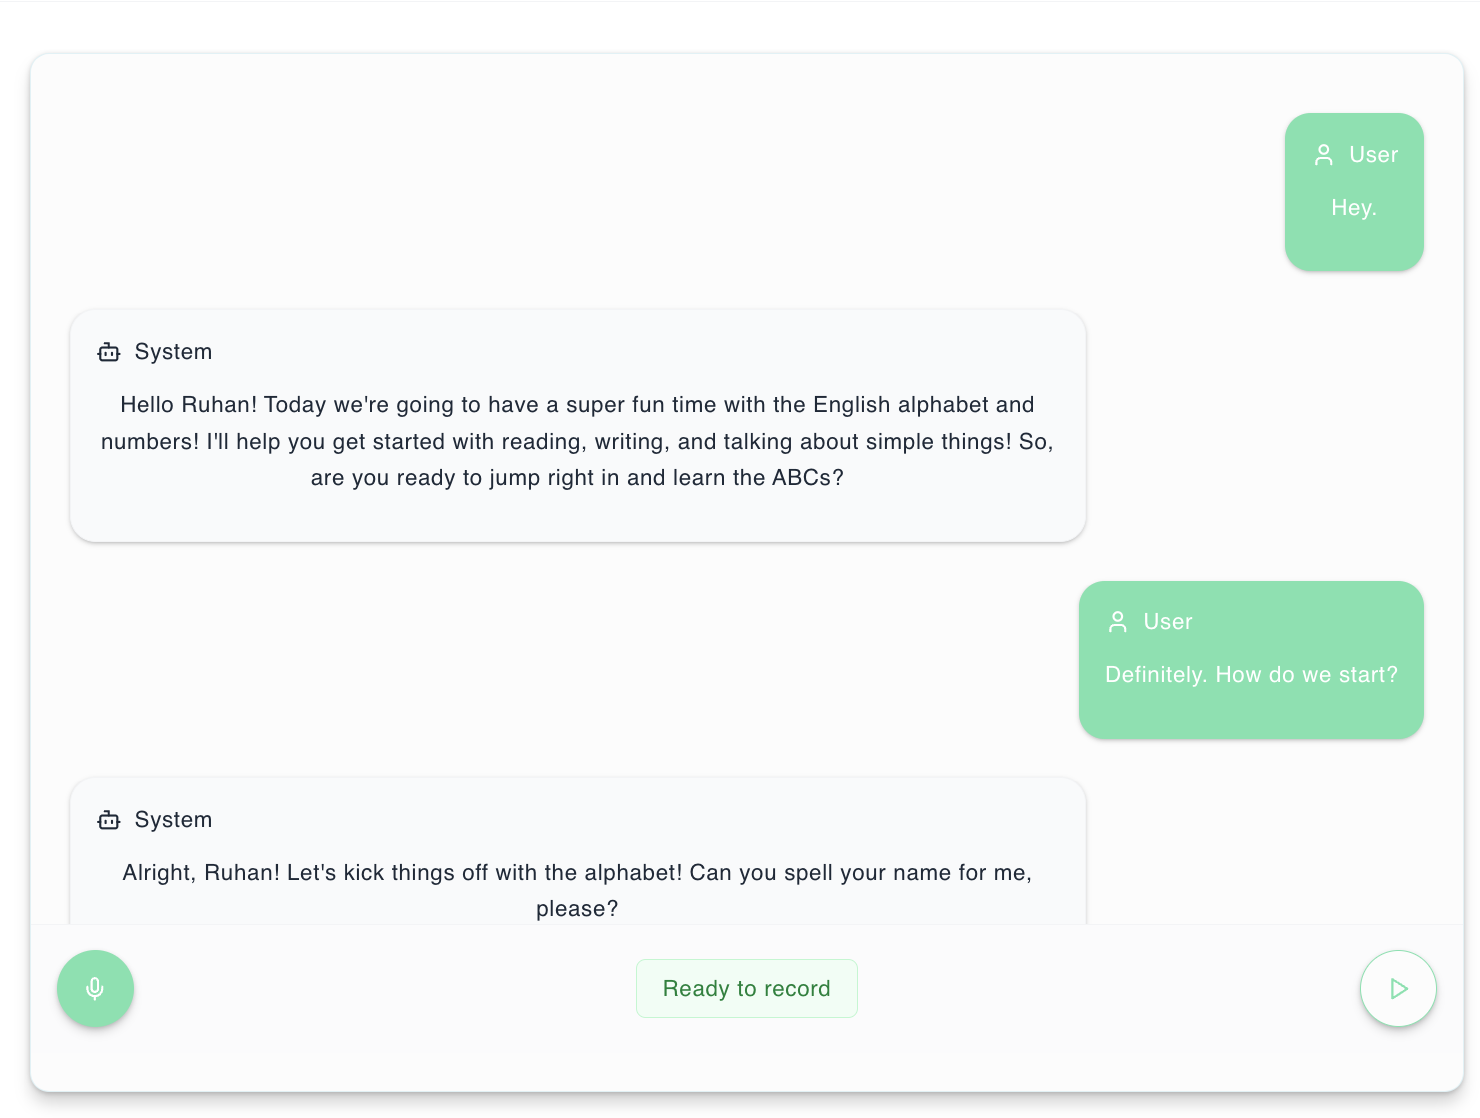 User
Hey.
System
Hello Ruhan! Today we're going to have a super fun time with the English alphabet and
numbers! I'll help you get started with reading, writing, and talking about simple things! So,
are you ready to jump right in and learn the ABCs?
User
Definitely. How do we start?
System
Alright, Ruhan! Let's kick things off with the alphabet! Can you spell your name for me,
please?
Ready to record